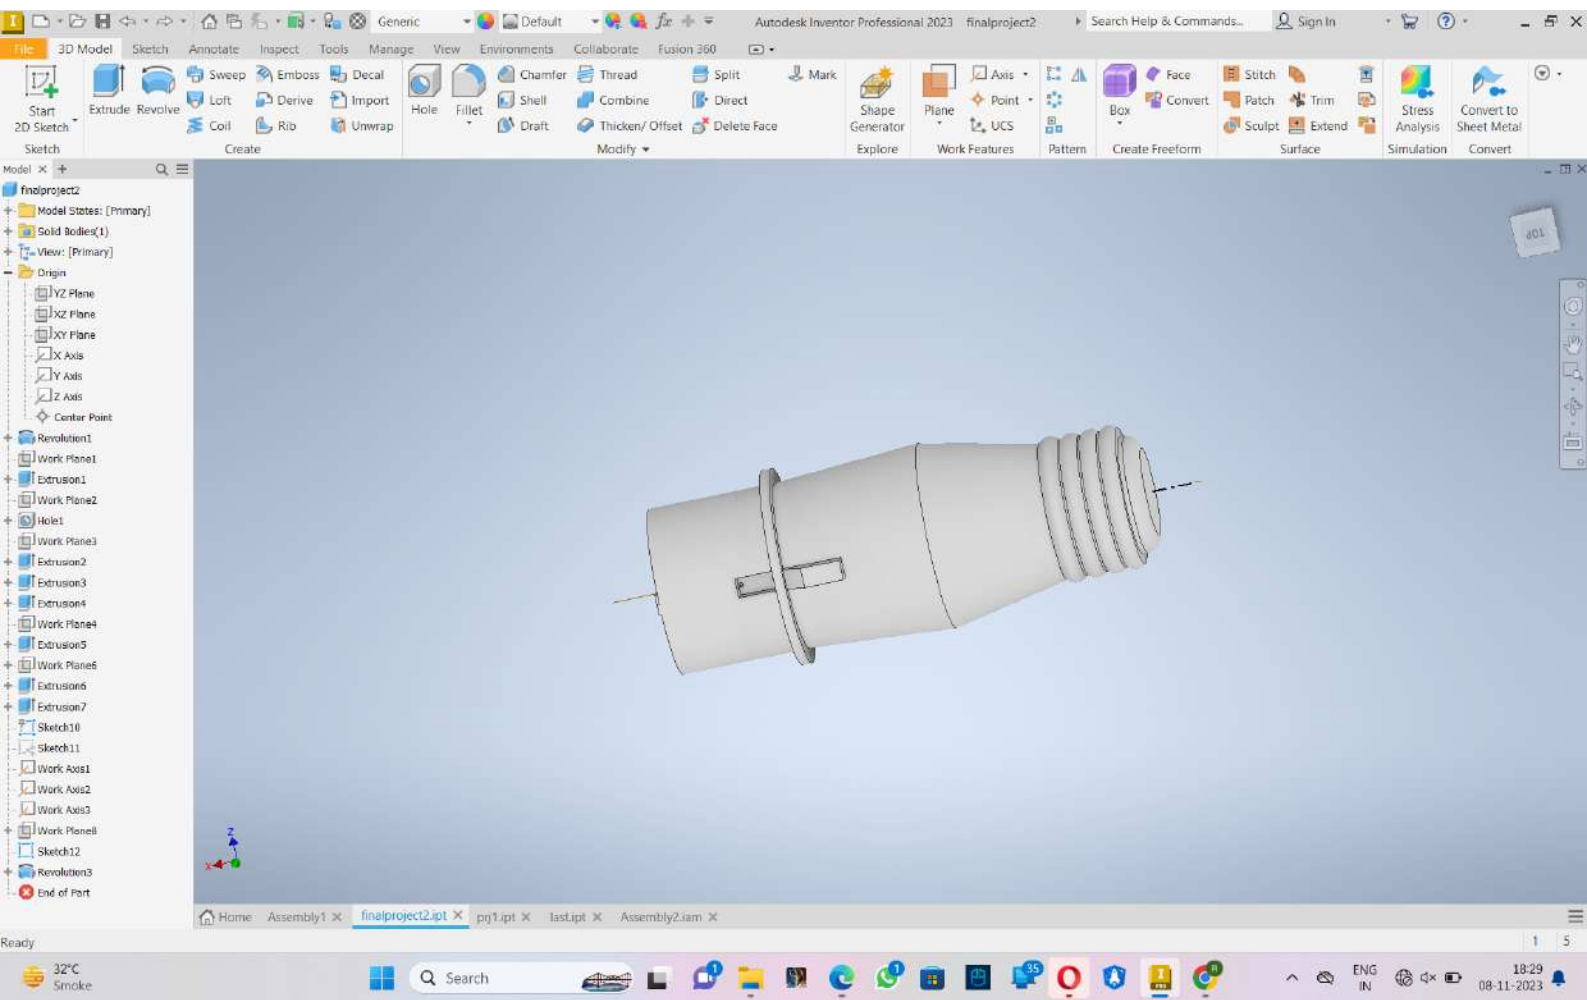 Generic
Default
Autodesk Inventor Professional 2023 finalproject2
Search Help & Commands...
Sign In
File 3D Model Sketch Annotate Inspect Tools Manage View Environments Collaborate Fusion 360
Start
2D Sketch
Extrude Revolve
Sweep Emboss Decal
Loft Derive Import
Coil Rib Unwrap
Hole Fillet
Chamfer Thread Split Mark
Shell Combine Direct
Draft Thicken/ Offset Delete Face
Shape
Generator
Plane
Axis
Point
UCS
Box
Face
Convert
Stitch
Patch Trim
Sculpt Extend
Stress
Analysis
Convert to
Sheet Metal
Sketch Create Modify Explore Work Features Pattern Create Freeform Surface Simulation Convert
Model
finalproject2
Model States: [Primary]
Solid Bodies(1)
View: [Primary]
Origin
YZ Plane
XZ Plane
XY Plane
X Axis
Y Axis
Z Axis
Center Point
Revolution1
Work Plane1
Extrusion1
Work Plane2
Hole1
Work Plane3
Extrusion2
Extrusion3
Extrusion4
Work Plane4
Extrusion5
Work Plane6
Extrusion6
Extrusion7
Sketch10
Sketch11
Work Axis1
Work Axis2
Work Axis3
Work Plane8
Sketch12
Revolution3
End of Part
TOP
Z
X
Home Assembly1 finalproject2.ipt prj1.ipt last.ipt Assembly2.iam
Ready
1 5
32°C
Smoke
Search
1
1
35
R
ENG
IN
18:29
08-11-2023